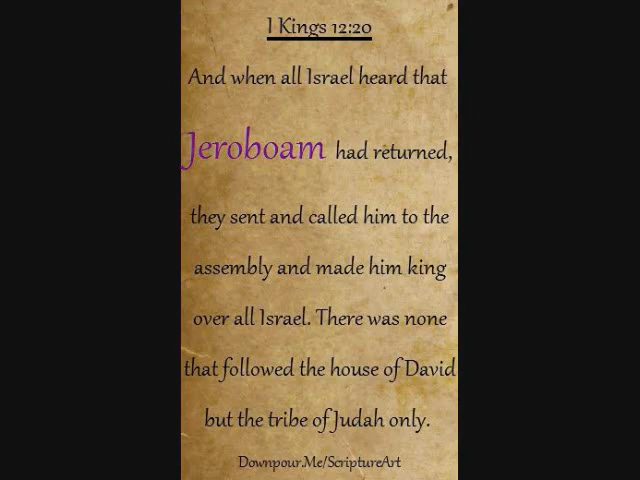 I Kings 12:20
And when all Israel heard that
Jeroboam had returned,
they sent and called him to the
assembly and made him king
over all Israel. There was none
that followed the house of David
but the tribe of Judah only.
Downpour.Me/ScriptureArt